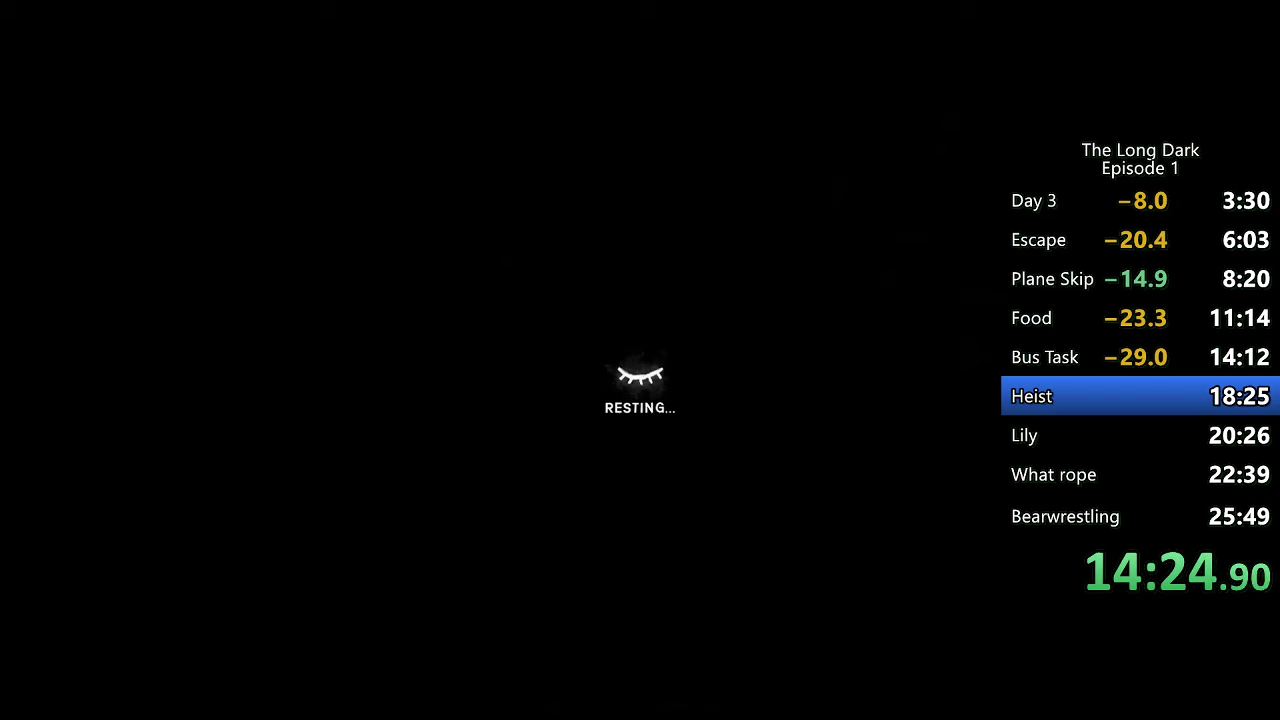 RESTING...
The Long Dark
Episode 1
Day 3 −8.0 3:30
Escape −20.4 6:03
Plane Skip −14.9 8:20
Food −23.3 11:14
Bus Task −29.0 14:12
Heist 18:25
Lily 20:26
What rope 22:39
Bearwrestling 25:49
14:24.90